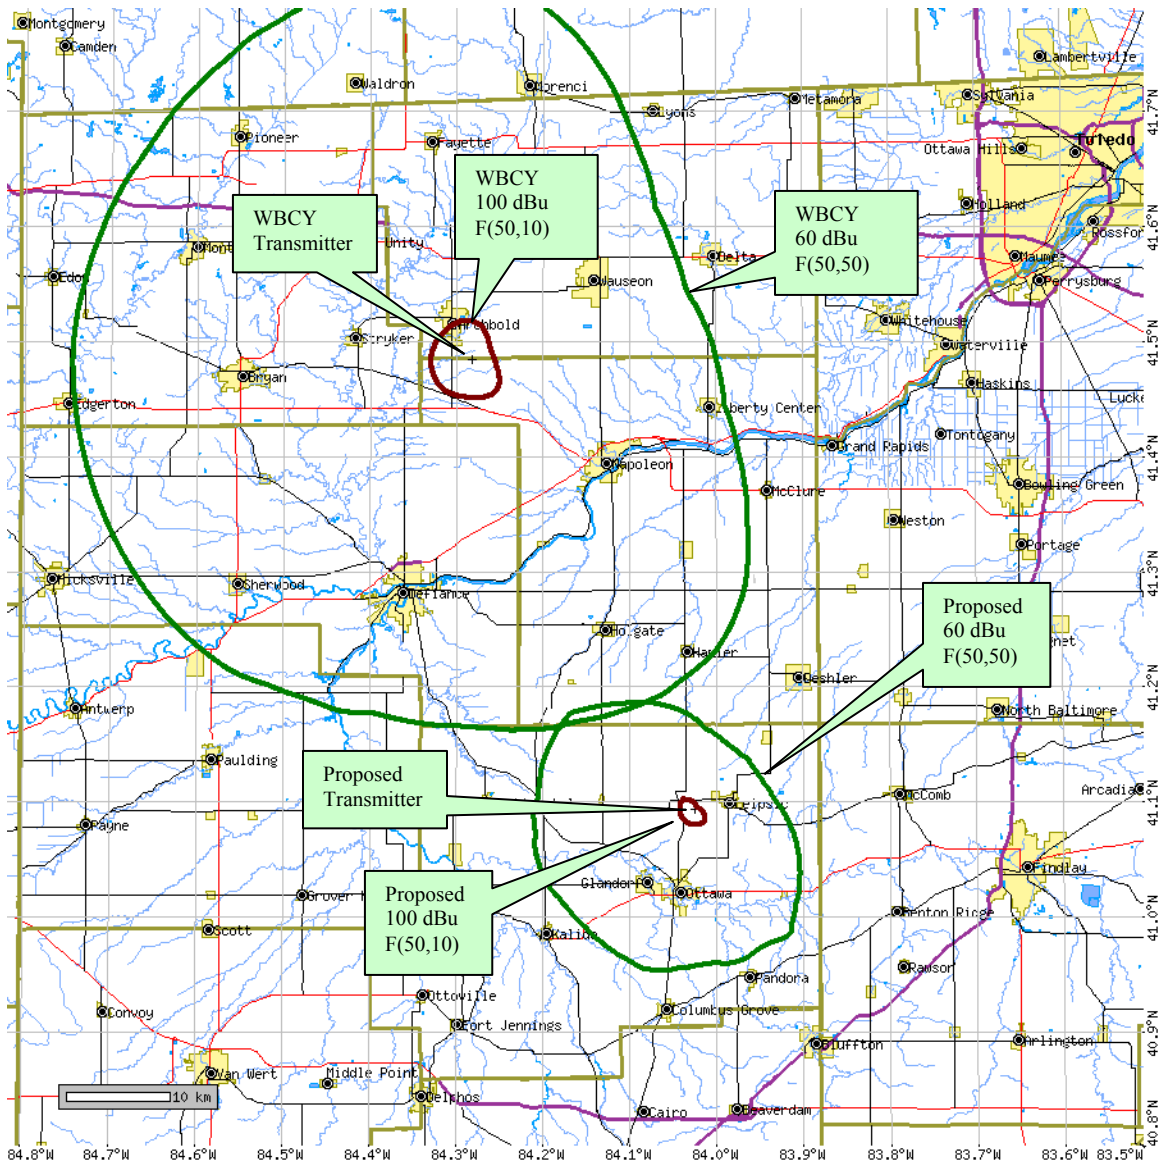 Montgomery
Camden
Waldron
Morenci
Lyons
Metamora
Lambertville
Sylvania
41.7°N
Pioneer
Fayette
Ottawa Hills
Toledo
WBCY
100 dBu
F(50,10)
WBCY
Transmitter
WBCY
60 dBu
F(50,50)
Holland
41.6°N
Mont
Unity
Rossfor
Edo
Delta
Maumee
Wauseon
Perrysburg
Archbold
Whitehouse
41.5°N
Stryker
Waterville
Bryan
Haskins
Edgerton
Liberty Center
Lucke
Tontogany
Grand Rapids
41.4°N
Napoleon
McClure
Bowling Green
Weston
Portage
41.3°N
Hicksville
Sherwood
Defiance
Proposed
60 dBu
F(50,50)
Holgate
gnet
Hamler
Deshler
41.2°N
Antwerp
North Baltimore
Paulding
Proposed
Transmitter
McComb
Arcadia
41.1°N
Leipsic
Payne
Findlay
Proposed
100 dBu
F(50,10)
Glandorf
Ottawa
Grover H
Benton Ridge
41.0°N
Scott
Kalida
Rawson
Pandora
Ottoville
Convoy
Columbus Grove
Fort Jennings
40.9°N
Bluffton
Arlington
Van Wert
Middle Point
10 km
Delphos
Cairo
Beaverdam
40.8°N
84.8°W 84.7°W 84.6°W 84.5°W 84.4°W 84.3°W 84.2°W 84.1°W 84.0°W 83.9°W 83.8°W 83.7°W 83.6°W 83.5°W